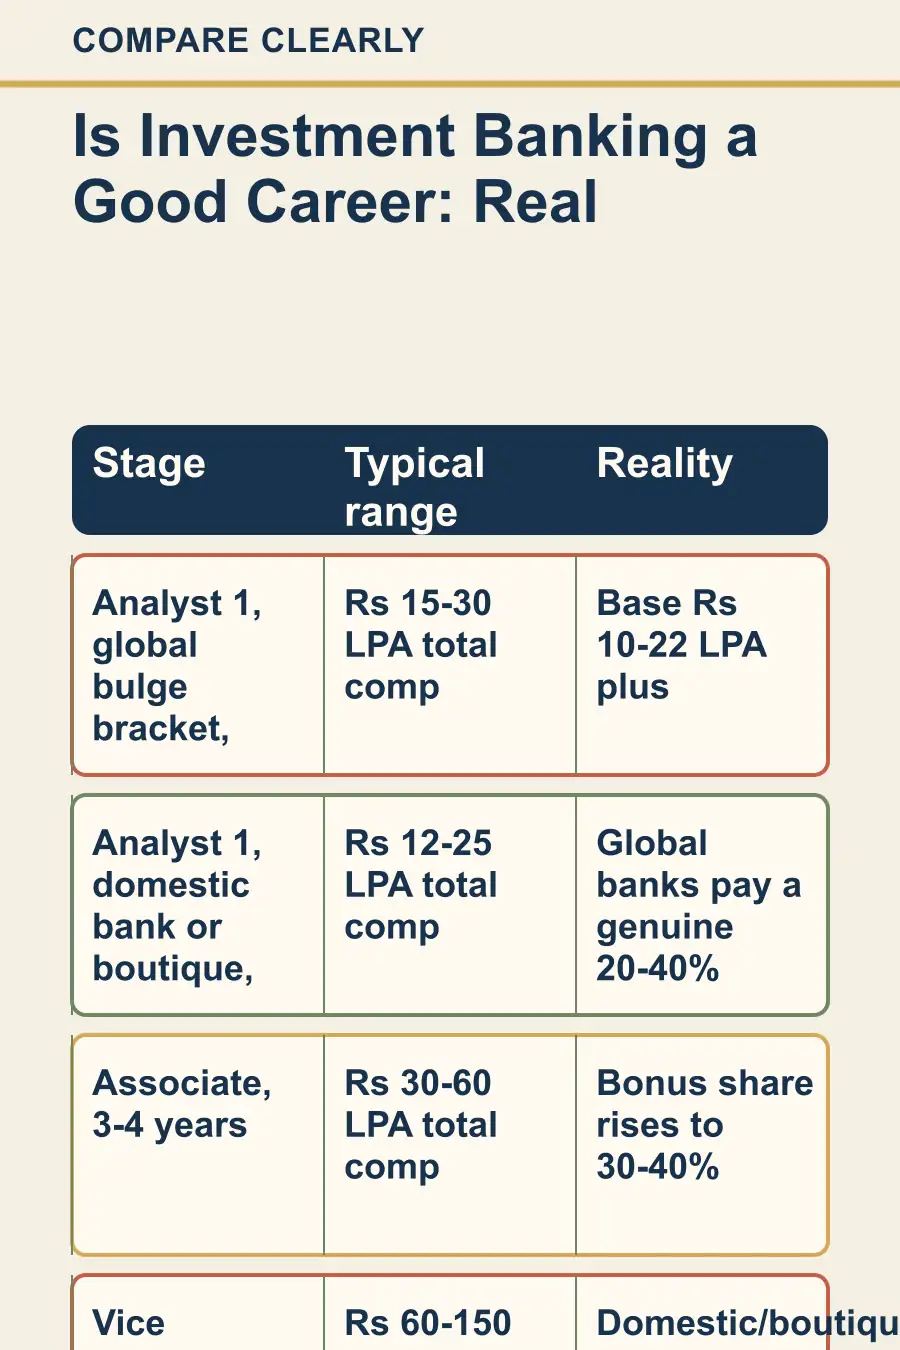 COMPARE CLEARLY
Is Investment Banking a
Good Career: Real
Stage
Typical
range
Reality
Analyst 1,
global
bulge
bracket,
Rs 15-30
LPA total
comp
Base Rs
10-22 LPA
plus
Analyst 1,
domestic
bank or
boutique,
Rs 12-25
LPA total
comp
Global
banks pay a
genuine
20-40%
Associate,
3-4 years
Rs 30-60
LPA total
comp
Bonus share
rises to
30-40%
Vice
Rs 60-150
Domestic/boutiqu